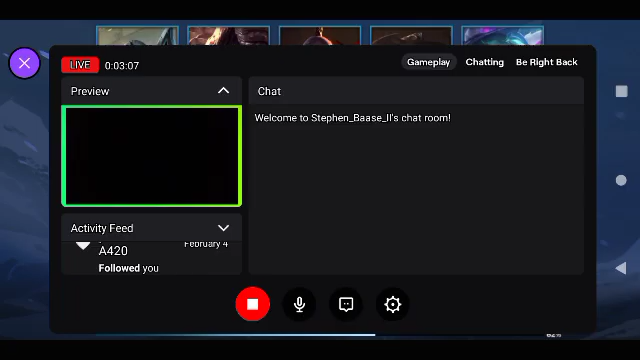 LIVE 0:03:07
Gameplay Chatting Be Right Back
Preview
Chat
Welcome to Stephen_Baase_II's chat room!
Activity Feed
A420 February 4
Followed you